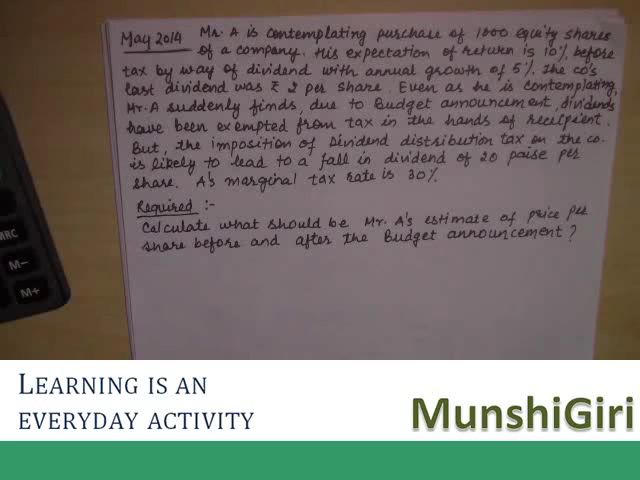 May 2014 Mr. A is contemplating purchase of 1000 equity shares
of a company. His expectation of return is 10% before
tax by way of dividend with annual growth of 5%. The co's
last dividend was ₹ 2 per share. Even as he is contemplating,
Mr. A suddenly finds, due to Budget announcement, dividends
have been exempted from tax in the hands of receipient.
But, the imposition of Dividend distribution tax on the co.
is likely to lead to a fall in dividend of 20 paise per
share. A's marginal tax rate is 30%.
Required :-
Calculate what should be Mr. A's estimate of price per
share before and after the Budget announcement ?
MRC
M-
M+
LEARNING IS AN
EVERYDAY ACTIVITY
MunshiGiri